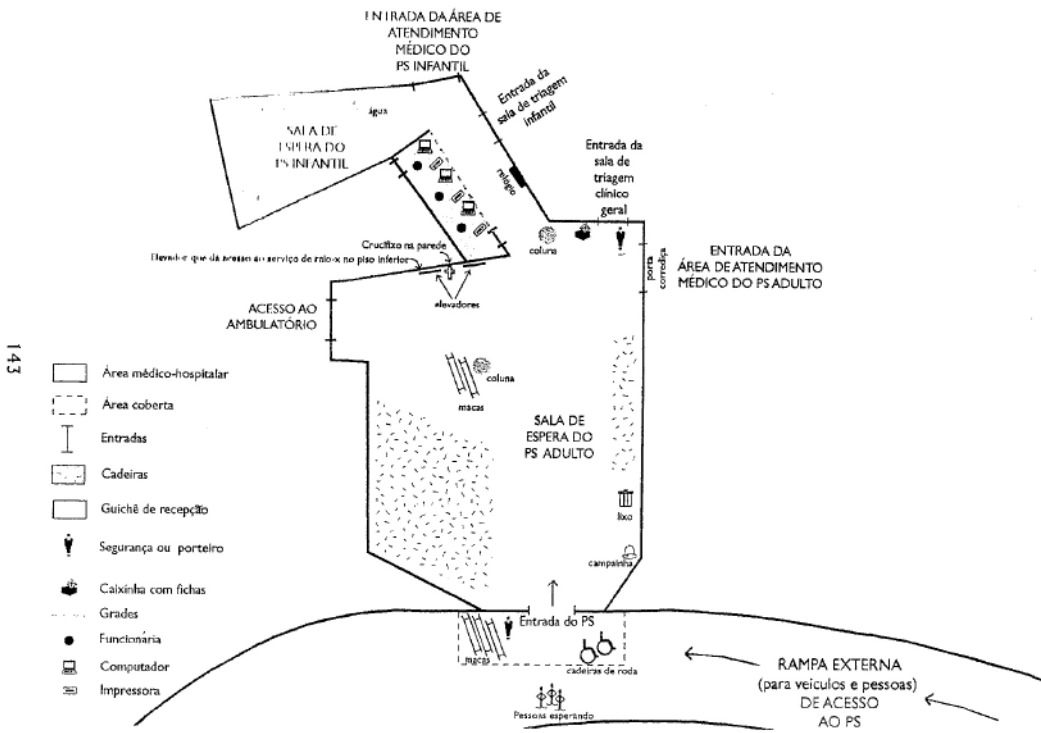 ENTRADA DA ÁREA DE
ATENDIMENTO
MÉDICO DO
PS INFANTIL
Entrada da
sala de triagem
infantil
água
SALA DE
ESPERA DO
PS INFANTIL
relógio
Entrada da
sala de
triagem
clínico
geral
Crucifixo na parede
Elevador que dá acesso ao serviço de raio-x no piso inferior
coluna
porta
corrediça
ENTRADA DA
ÁREA DE ATENDIMENTO
MÉDICO DO PS ADULTO
elevadores
ACESSO AO
AMBULATÓRIO
143
coluna
macas
SALA DE
ESPERA DO
PS ADULTO
lixo
campainha
Área médico-hospitalar
Área coberta
Entradas
Cadeiras
Guichê de recepção
Segurança ou porteiro
Caixinha com fichas
Grades
Funcionária
Computador
Impressora
Entrada do PS
macas
cadeiras de roda
Pessoas esperando
RAMPA EXTERNA
(para veículos e pessoas)
DE ACESSO
AO PS